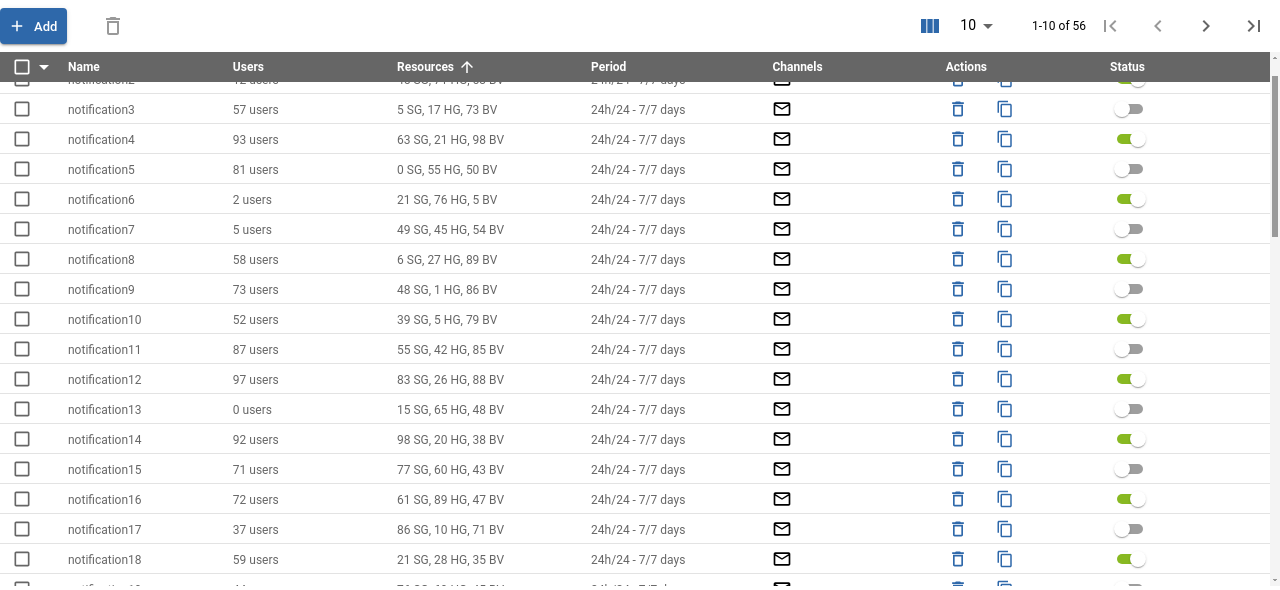 Add 10 1-10 of 56
Name Users Resources Period Channels Actions Status
notification3 57 users 5 SG, 17 HG, 73 BV 24h/24 - 7/7 days
notification4 93 users 63 SG, 21 HG, 98 BV 24h/24 - 7/7 days
notification5 81 users 0 SG, 55 HG, 50 BV 24h/24 - 7/7 days
notification6 2 users 21 SG, 76 HG, 5 BV 24h/24 - 7/7 days
notification7 5 users 49 SG, 45 HG, 54 BV 24h/24 - 7/7 days
notification8 58 users 6 SG, 27 HG, 89 BV 24h/24 - 7/7 days
notification9 73 users 48 SG, 1 HG, 86 BV 24h/24 - 7/7 days
notification10 52 users 39 SG, 5 HG, 79 BV 24h/24 - 7/7 days
notification11 87 users 55 SG, 42 HG, 85 BV 24h/24 - 7/7 days
notification12 97 users 83 SG, 26 HG, 88 BV 24h/24 - 7/7 days
notification13 0 users 15 SG, 65 HG, 48 BV 24h/24 - 7/7 days
notification14 92 users 98 SG, 20 HG, 38 BV 24h/24 - 7/7 days
notification15 71 users 77 SG, 60 HG, 43 BV 24h/24 - 7/7 days
notification16 72 users 61 SG, 89 HG, 47 BV 24h/24 - 7/7 days
notification17 37 users 86 SG, 10 HG, 71 BV 24h/24 - 7/7 days
notification18 59 users 21 SG, 28 HG, 35 BV 24h/24 - 7/7 days